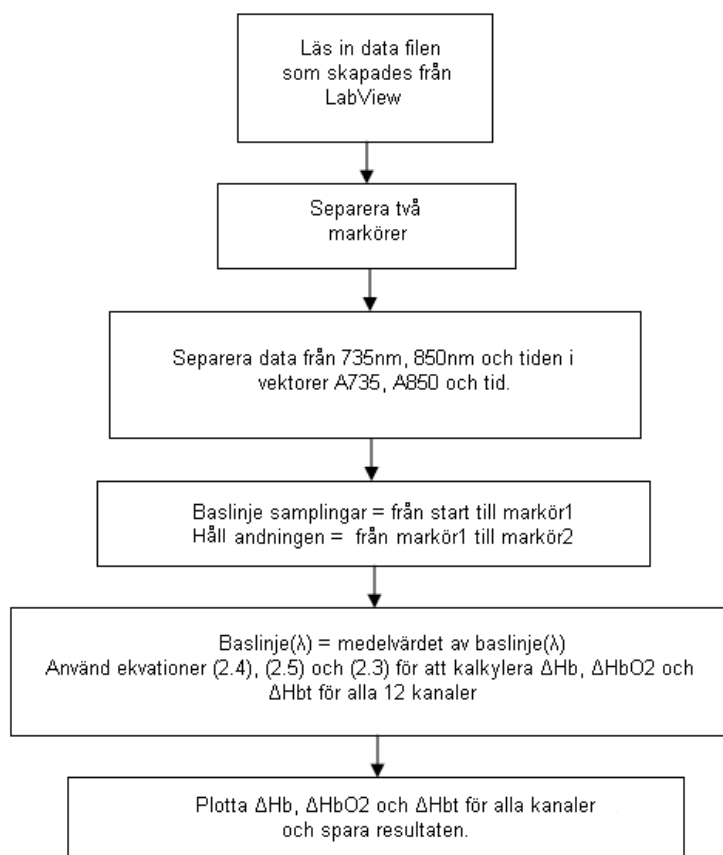 Läs in data filen
som skapades från
LabView
Separera två
markörer
Separera data från 735nm, 850nm och tiden i
vektorer A735, A850 och tid.
Baslinje samplingar = från start till markör1
Håll andningen = från markör1 till markör2
Baslinje(λ) = medelvärdet av baslinje(λ)
Använd ekvationer (2.4), (2.5) och (2.3) för att kalkylera ΔHb, ΔHbO2 och
ΔHbt för alla 12 kanaler
Plotta ΔHb, ΔHbO2 och ΔHbt för alla kanaler
och spara resultaten.